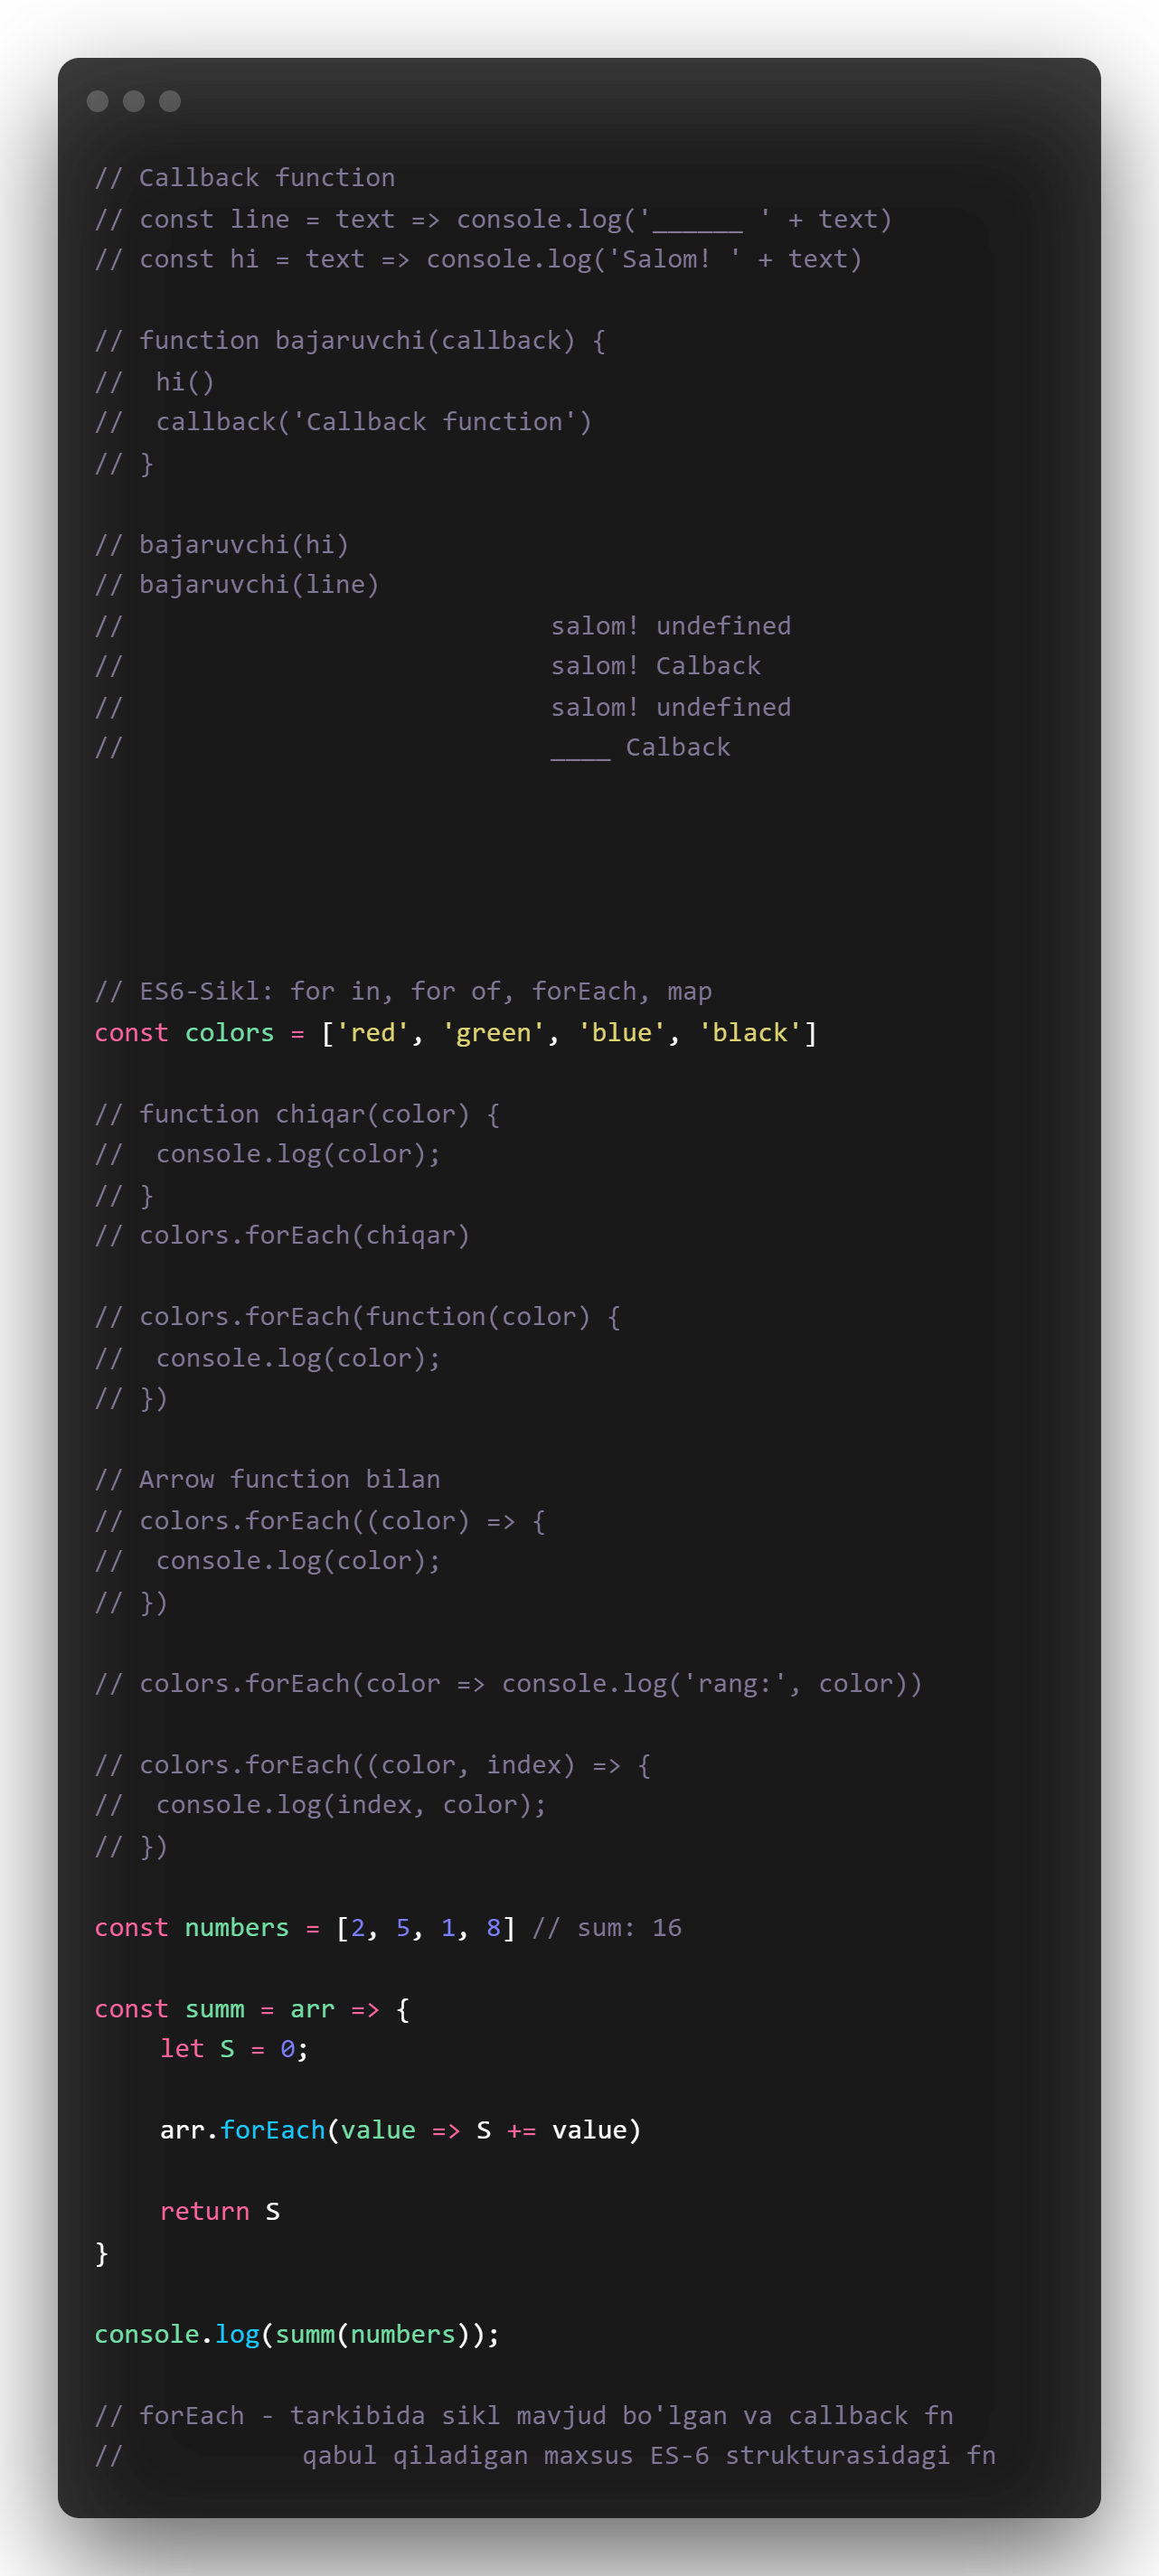 // Callback function
// const line = text => console.log('______ ' + text)
// const hi = text => console.log('Salom! ' + text)
// function bajaruvchi(callback) {
//  hi()
//  callback('Callback function')
// }
// bajaruvchi(hi)
// bajaruvchi(line)
// salom! undefined
// salom! Calback
// salom! undefined
// ____ Calback
// ES6-Sikl: for in, for of, forEach, map
const colors = ['red', 'green', 'blue', 'black']
// function chiqar(color) {
//  console.log(color);
// }
// colors.forEach(chiqar)
// colors.forEach(function(color) {
//  console.log(color);
// })
// Arrow function bilan
// colors.forEach((color) => {
//  console.log(color);
// })
// colors.forEach(color => console.log('rang:', color))
// colors.forEach((color, index) => {
//  console.log(index, color);
// })
const numbers = [2, 5, 1, 8] // sum: 16
const summ = arr => {
let S = 0;
arr.forEach(value => S += value)
return S
}
console.log(summ(numbers));
// forEach - tarkibida sikl mavjud bo'lgan va callback fn
// qabul qiladigan maxsus ES-6 strukturasidagi fn